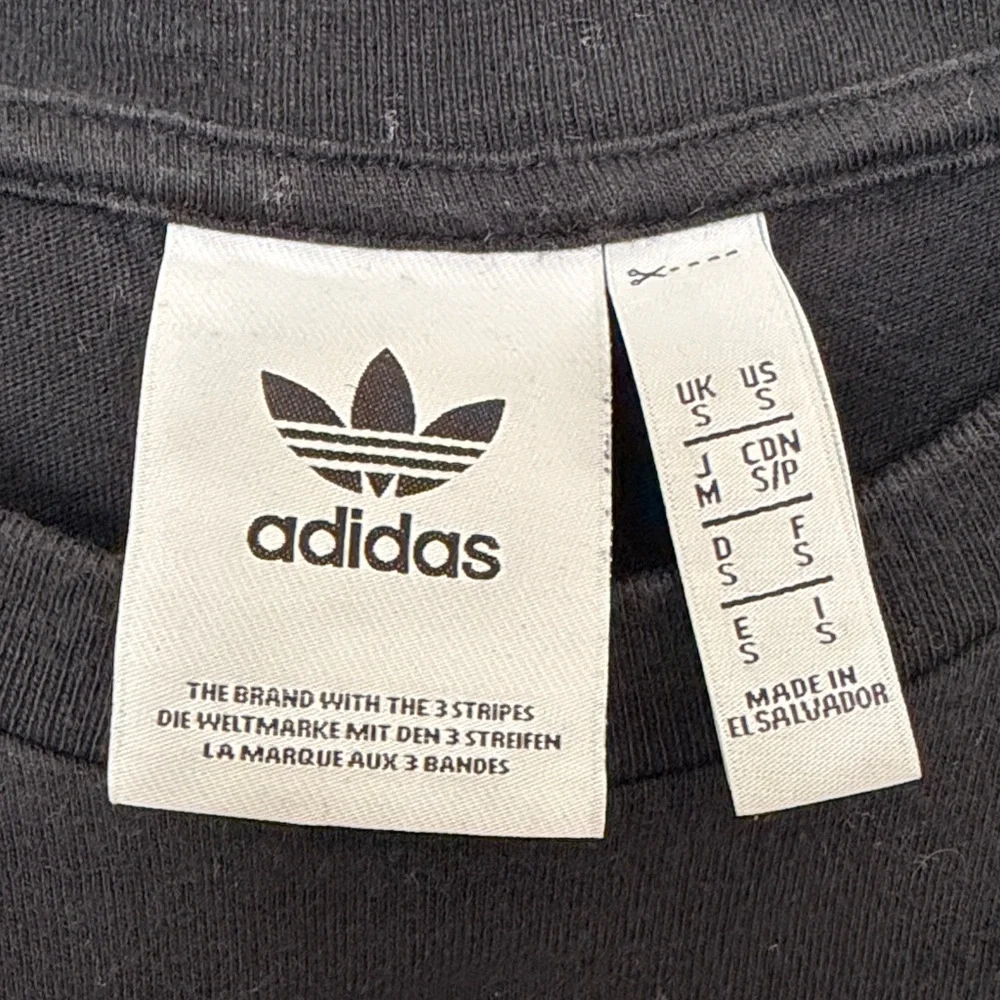 adidas
THE BRAND WITH THE 3 STRIPES
DIE WELTMARKE MIT DEN 3 STREIFEN
LA MARQUE AUX 3 BANDES
UK US
S S
J CDN
M S/P
D F
S S
E I
S S
MADE IN
EL SALVADOR